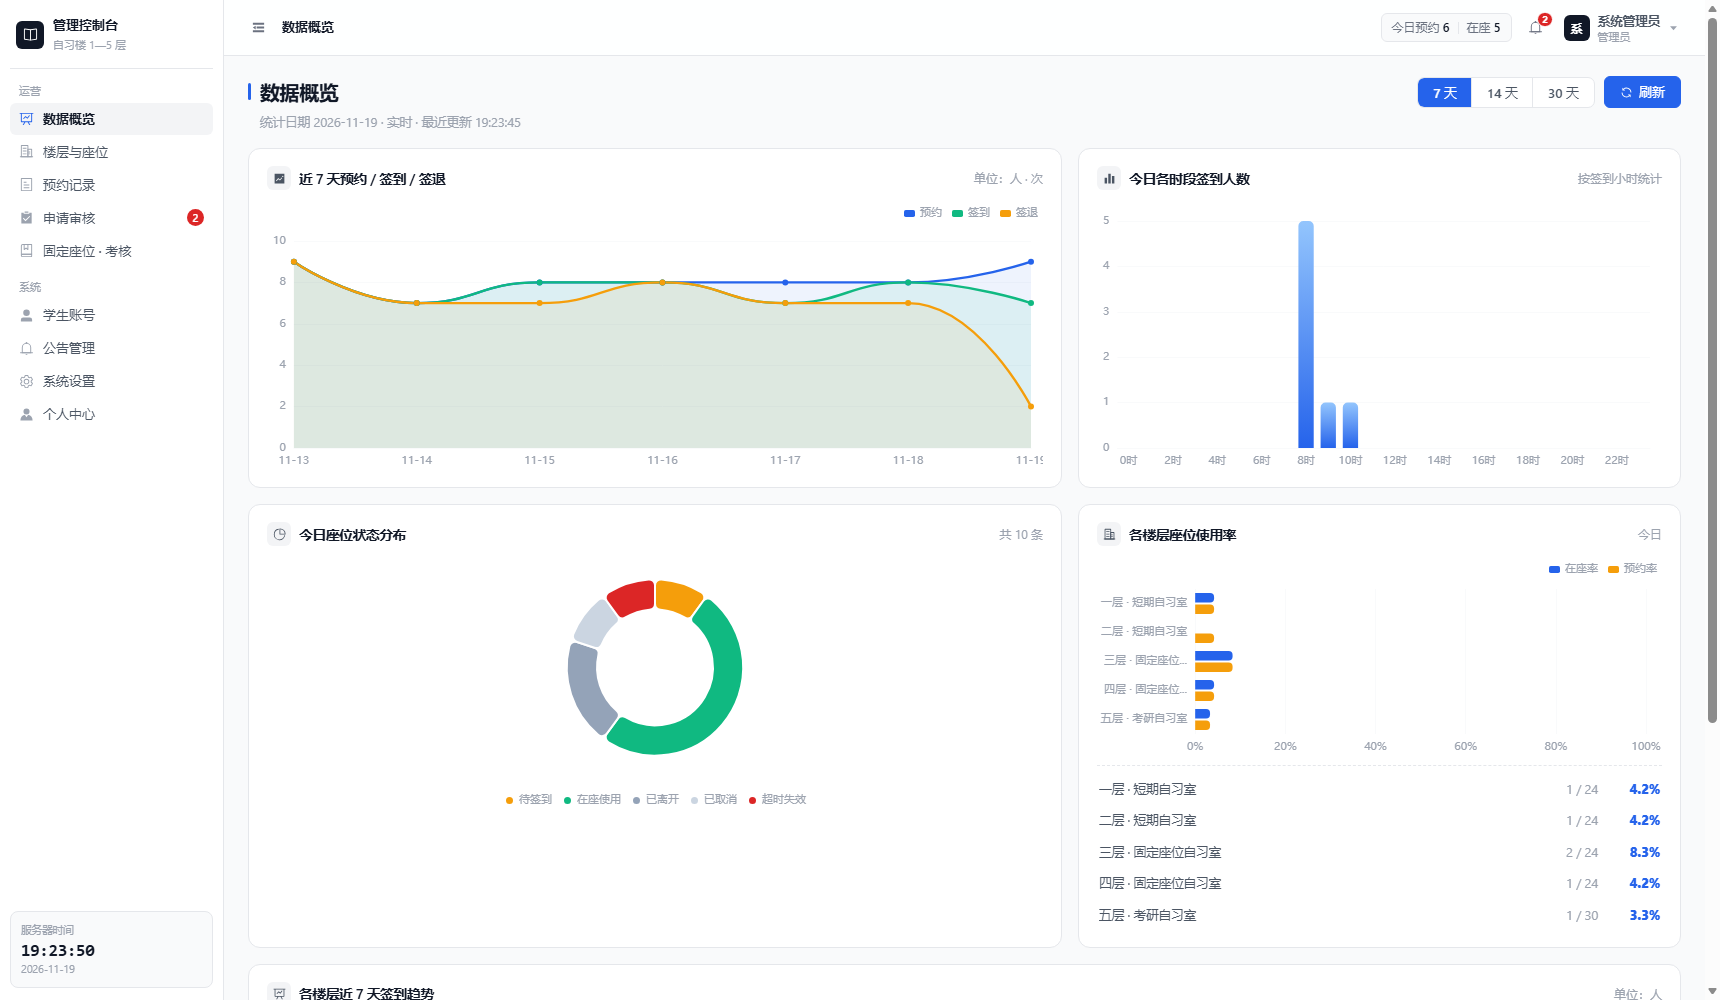 管理控制台
自习楼 1—5 层
运营
数据概览
楼层与座位
预约记录
申请审核
2
固定座位 · 考核
系统
学生账号
公告管理
系统设置
个人中心
服务器时间
19:23:50
2026-11-19
数据概览
今日预约 6
在座 5
2
系
系统管理员
管理员
数据概览
统计日期 2026-11-19 · 实时 · 最近更新 19:23:45
7 天
14 天
30 天
刷新
近 7 天预约 / 签到 / 签退
单位：人 · 次
预约
签到
签退
10
8
6
4
2
0
11-13
11-14
11-15
11-16
11-17
11-18
11-19
今日各时段签到人数
按签到小时统计
5
4
3
2
1
0
0时
2时
4时
6时
8时
10时
12时
14时
16时
18时
20时
22时
今日座位状态分布
共 10 条
待签到
在座使用
已离开
已取消
超时失效
各楼层座位使用率
今日
在座率
预约率
一层 · 短期自习室
二层 · 短期自习室
三层 · 固定座位...
四层 · 固定座位...
五层 · 考研自习室
0%
20%
40%
60%
80%
100%
一层 · 短期自习室 1 / 24 4.2%
二层 · 短期自习室 1 / 24 4.2%
三层 · 固定座位自习室 2 / 24 8.3%
四层 · 固定座位自习室 1 / 24 4.2%
五层 · 考研自习室 1 / 30 3.3%
各楼层近 7 天签到趋势
单位：人